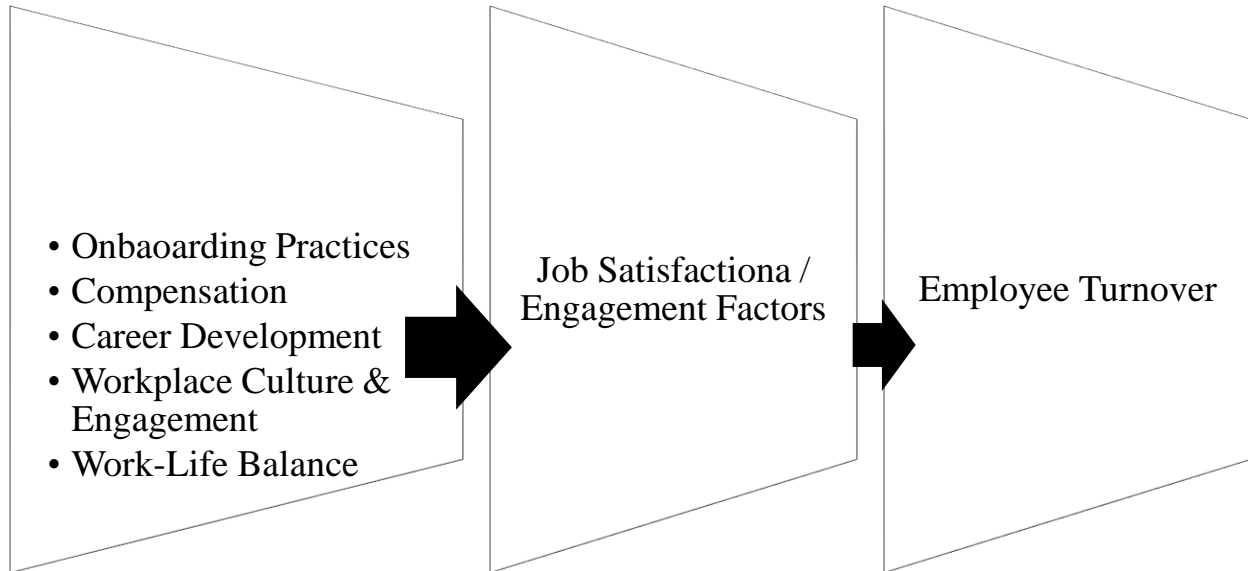 • Onbaoarding Practices
• Compensation
• Career Development
• Workplace Culture &
Engagement
• Work-Life Balance
Job Satisfactiona /
Engagement Factors
Employee Turnover